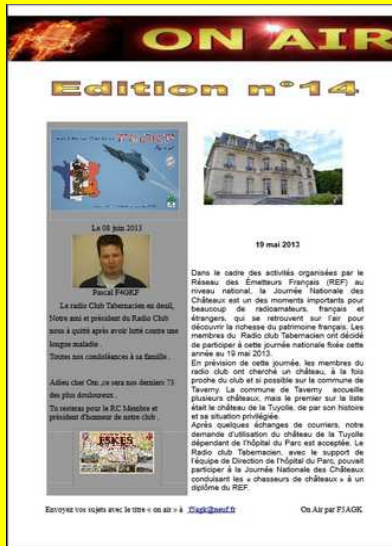 ON AIR
Edition n°14
Le 08 juin 2013
Pascal F4GKF
Le radio Club Tabernacien en deuil,
Notre ami et président du Radio Club
nous à quitté après avoir lutté contre une
longue maladie .
Toutes nos condoléances à sa famille .
Adieu cher Om ,ce sera nos derniers 73
des plus douloureux .
Tu resteras pour le RC Membre et
président d'honneur de notre club .
F5KES
19 mai 2013
Dans le cadre des activités organisées par le
Réseau des Émetteurs Français (REF) au
niveau national, la Journée Nationale des
Châteaux est un des moments importants pour
beaucoup de radioamateurs, français et
étrangers, qui se retrouvent sur l'air pour
découvrir la richesse du patrimoine français. Les
membres du Radio club Tabernacien ont décidé
de participer à cette journée nationale fixée cette
année au 19 mai 2013.
En prévision de cette journée, les membres du
radio club ont cherché un château, à la fois
proche du club et si possible sur la commune de
Taverny. La commune de Taverny accueille
plusieurs châteaux, mais le premier sur la liste
était le château de la Tuyolle, de par son histoire
et sa situation privilégiée.
Après quelques échanges de courriers, notre
demande d'utilisation du château de la Tuyolle
dépendant de l'hôpital du Parc est acceptée. Le
Radio club Tabernacien, avec le support de
l'équipe de Direction de l'hôpital du Parc, pouvait
participer à la Journée Nationale des Châteaux
conduisant les « chasseurs de châteaux » à un
diplôme du REF.
Envoyez vos sujets avec le titre « on air » à f5agk@neuf.fr On Air par F5AGK